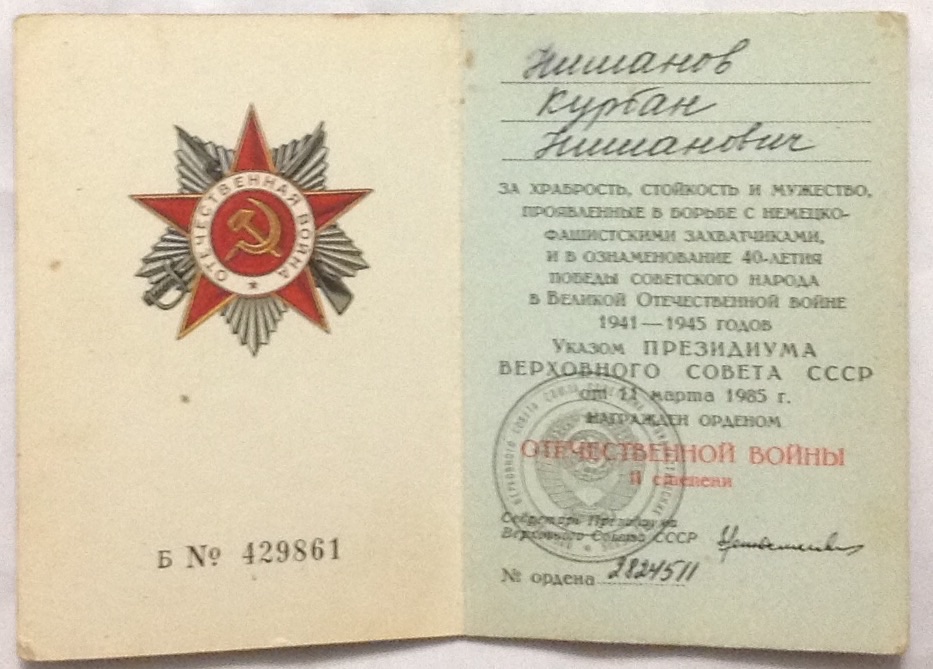 ОТЕЧЕСТВЕННАЯ ВОЙНА
Б № 429861
Нишанов
Курбан
Нишанович
ЗА ХРАБРОСТЬ, СТОЙКОСТЬ И МУЖЕСТВО,
ПРОЯВЛЕННЫЕ В БОРЬБЕ С НЕМЕЦКО-
ФАШИСТСКИМИ ЗАХВАТЧИКАМИ,
И В ОЗНАМЕНОВАНИЕ 40-ЛЕТИЯ
ПОБЕДЫ СОВЕТСКОГО НАРОДА
В ВЕЛИКОЙ ОТЕЧЕСТВЕННОЙ ВОЙНЕ
1941—1945 ГОДОВ
УКАЗОМ ПРЕЗИДИУМА
ВЕРХОВНОГО СОВЕТА СССР
от 11 марта 1985 г.
НАГРАЖДЕН ОРДЕНОМ
ОТЕЧЕСТВЕННОЙ ВОЙНЫ
II степени
Секретарь Президиума
Верховного Совета СССР
№ ордена 2824511